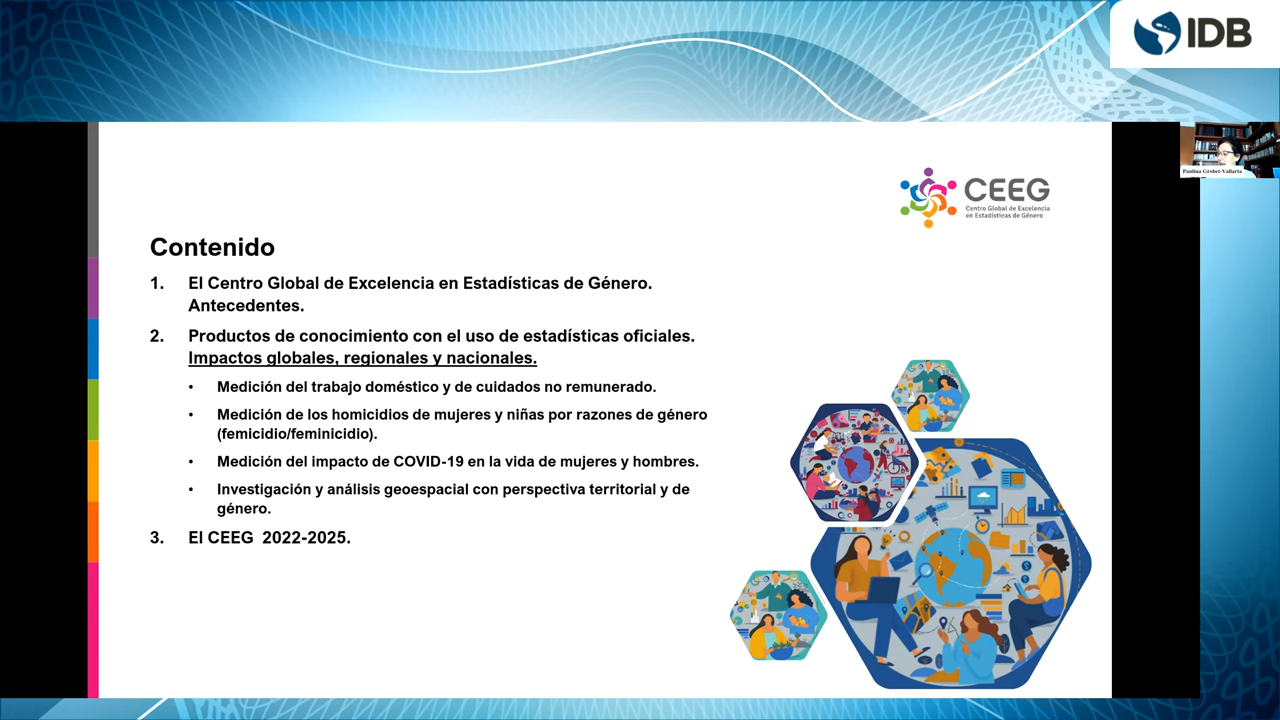 IDB
Paulina Grobet-Vallarta
CEEG
Centro Global de Excelencia
en Estadísticas de Género
Contenido
1. El Centro Global de Excelencia en Estadísticas de Género.
Antecedentes.
2. Productos de conocimiento con el uso de estadísticas oficiales.
Impactos globales, regionales y nacionales.
• Medición del trabajo doméstico y de cuidados no remunerado.
• Medición de los homicidios de mujeres y niñas por razones de género
(femicidio/feminicidio).
• Medición del impacto de COVID-19 en la vida de mujeres y hombres.
• Investigación y análisis geoespacial con perspectiva territorial y de
género.
3. El CEEG 2022-2025.